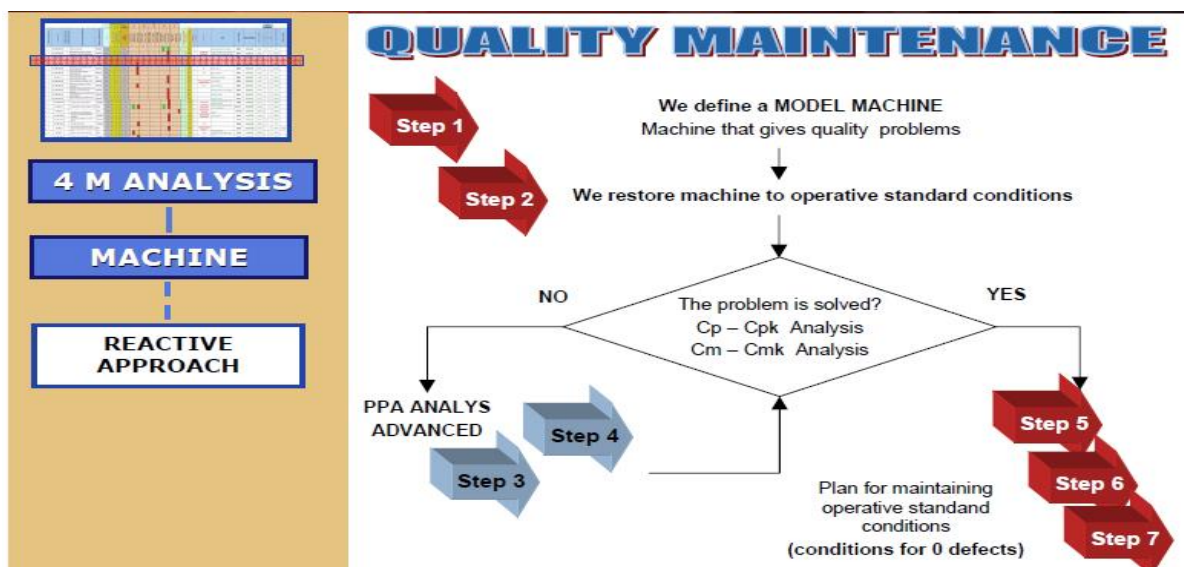 QUALITY MAINTENANCE
4 M ANALYSIS
MACHINE
REACTIVE
APPROACH
Step 1
We define a MODEL MACHINE
Machine that gives quality problems
Step 2
We restore machine to operative standard conditions
NO
The problem is solved?
YES
Cp – Cpk Analysis
Cm – Cmk Analysis
PPA ANALYS
ADVANCED
Step 4
Step 3
Step 5
Step 6
Step 7
Plan for maintaining
operative standand
conditions
(conditions for 0 defects)